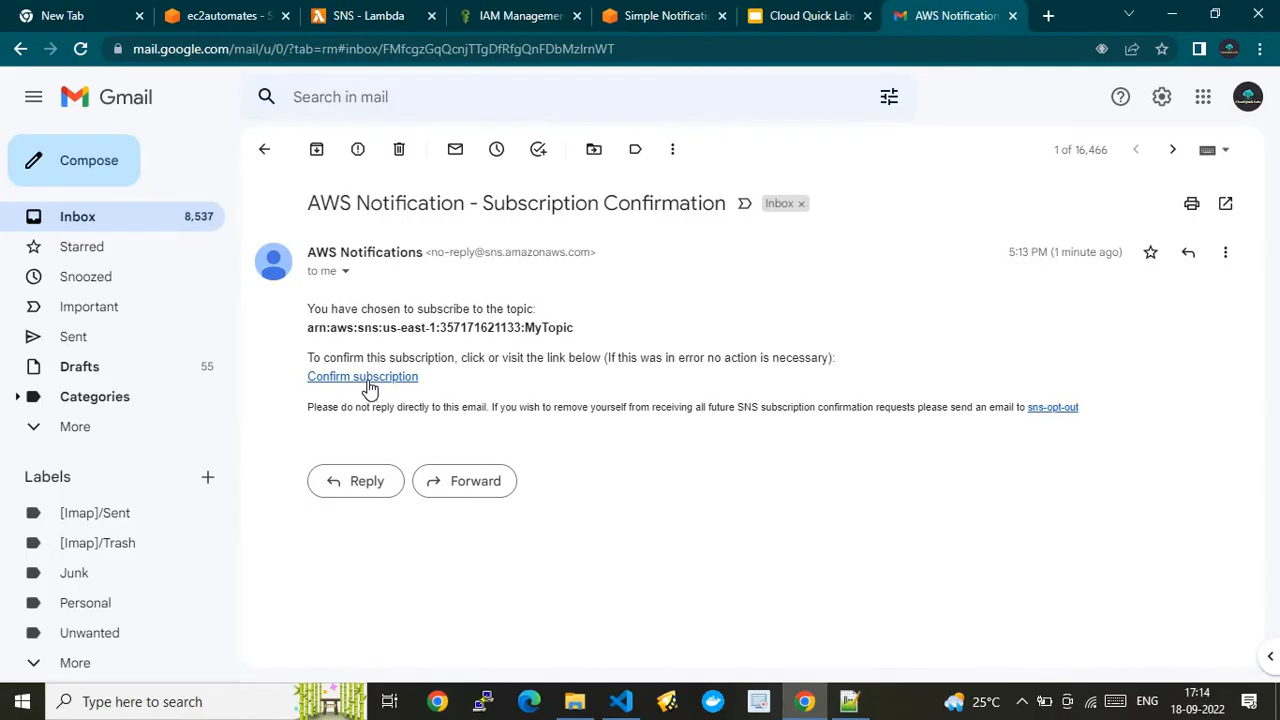 New Tab
ec2automates - S
SNS - Lambda
IAM Managemen
Simple Notificati
Cloud Quick Labs
AWS Notification
mail.google.com/mail/u/0/?tab=rm#inbox/FMfcgzGqQcnjTTgDfRfgQnFDbMzlrnWT
Gmail
Search in mail
Compose
1 of 16,466
Inbox 8,537
Starred
Snoozed
Important
Sent
Drafts 55
Categories
More
Labels
[Imap]/Sent
[Imap]/Trash
Junk
Personal
Unwanted
More
AWS Notification - Subscription Confirmation
Inbox x
AWS Notifications <no-reply@sns.amazonaws.com>
5:13 PM (1 minute ago)
to me
You have chosen to subscribe to the topic:
arn:aws:sns:us-east-1:357171621133:MyTopic
To confirm this subscription, click or visit the link below (If this was in error no action is necessary):
Confirm subscription
Please do not reply directly to this email. If you wish to remove yourself from receiving all future SNS subscription confirmation requests please send an email to sns-opt-out
Reply
Forward
Type here to search
25°C
ENG
17:14
18-09-2022